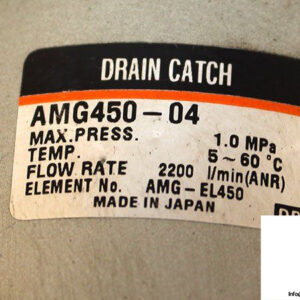 DRAIN CATCH
AMG450-04
MAX.PRESS. 1.0 MPa
TEMP. 5~60 °C
FLOW RATE 2200 l/min(ANR)
ELEMENT No. AMG-EL450
MADE IN JAPAN